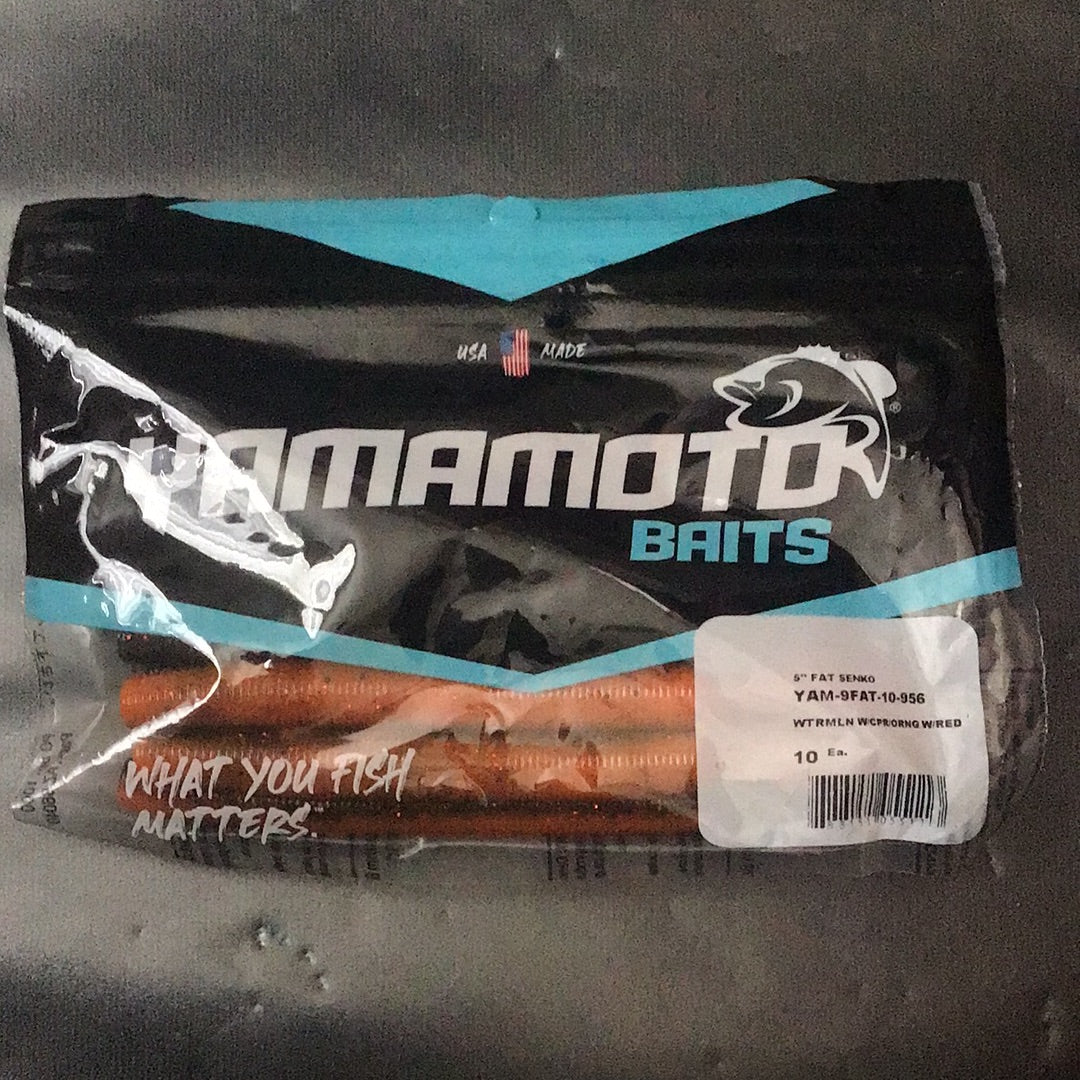 USA MADE
YAMAMOTO
®
BAITS
5" FAT SENKO
YAM-9FAT-10-956
WTRMLN W/CPR/ORNG W/RED
10 Ea.
WHAT YOU FISH
MATTERS.